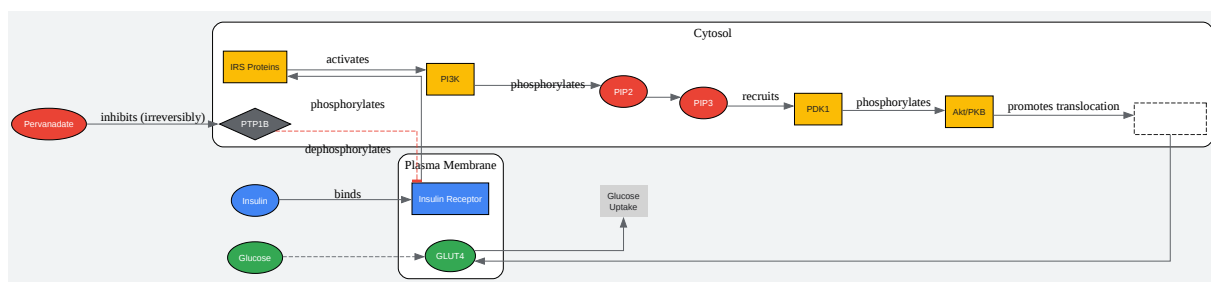 Cytosol
IRS Proteins
activates
PI3K
phosphorylates
PIP2
PIP3
recruits
PDK1
phosphorylates
Akt/PKB
promotes translocation
Pervanadate
inhibits (irreversibly)
PTP1B
phosphorylates
dephosphorylates
Plasma Membrane
Insulin
binds
Insulin Receptor
Glucose
Uptake
Glucose
GLUT4